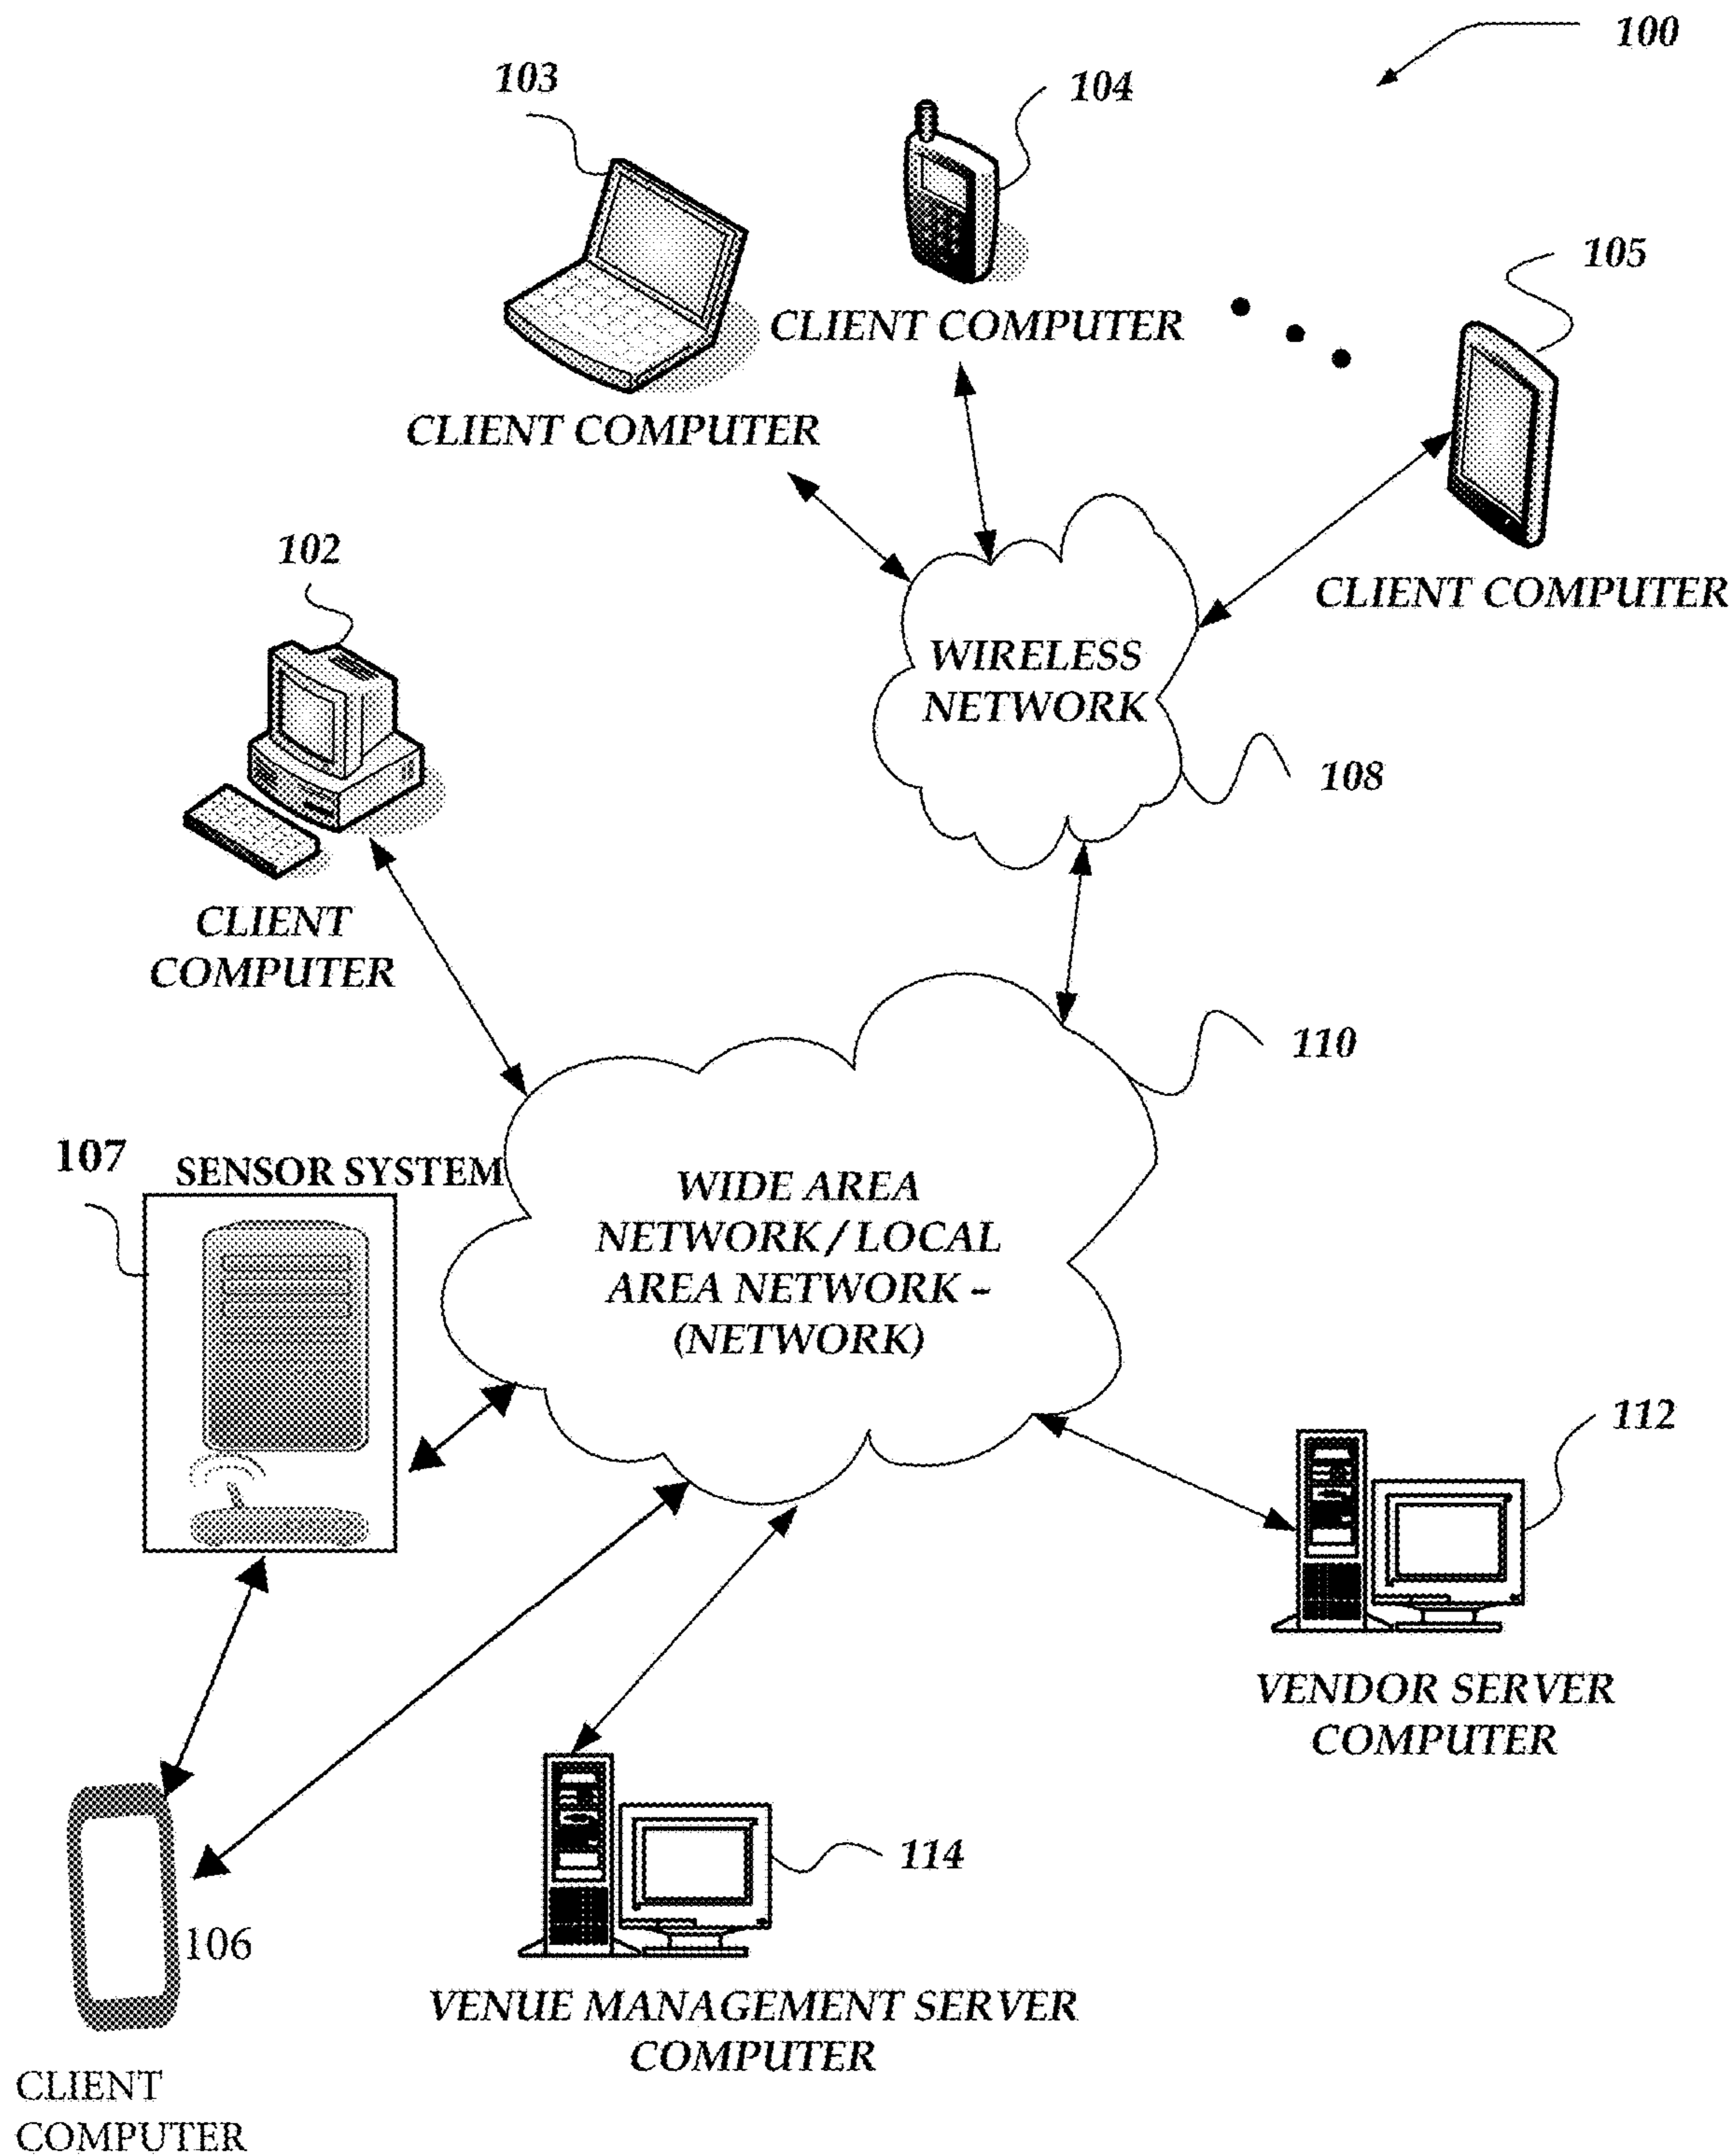 100
103
104
105
CLIENT COMPUTER
CLIENT COMPUTER
CLIENT COMPUTER
102
WIRELESS
NETWORK
108
CLIENT
COMPUTER
110
107
SENSOR SYSTEM
WIDE AREA
NETWORK / LOCAL
AREA NETWORK –
(NETWORK)
112
VENDOR SERVER
COMPUTER
114
106
VENUE MANAGEMENT SERVER
COMPUTER
CLIENT
COMPUTER